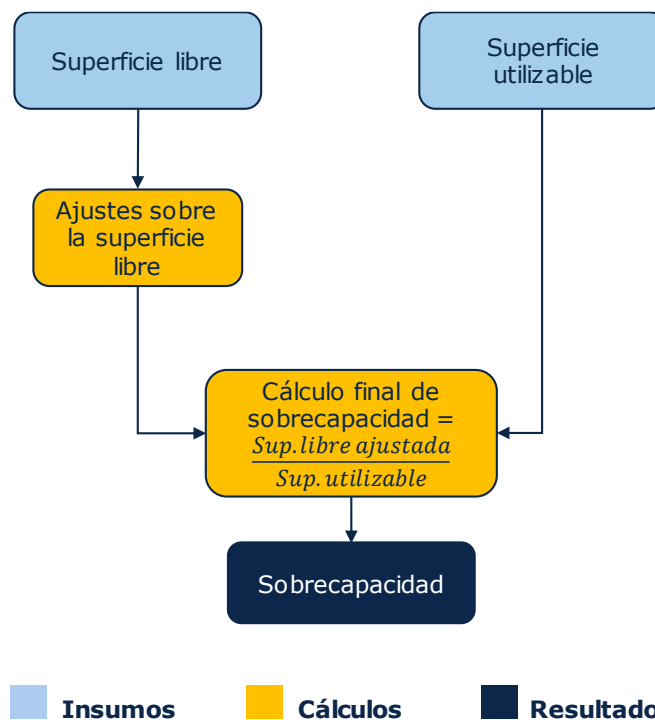 Superficie libre
Superficie
utilizable
Ajustes sobre
la superficie
libre
Cálculo final de
sobrecapacidad =
Sup.libre ajustada
Sup.utilizable
Sobrecapacidad
Insumos
Cálculos
Resultado